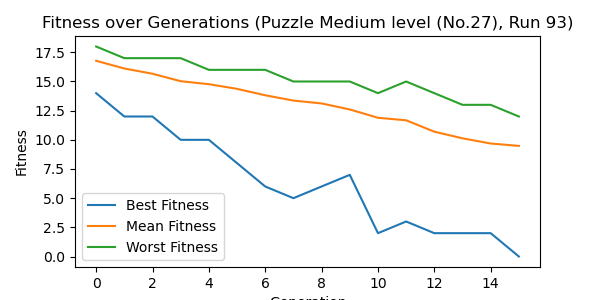 Fitness over Generations (Puzzle Medium level (No.27), Run 93)
Fitness
17.5
15.0
12.5
10.0
7.5
5.0
2.5
0.0
Best Fitness
Mean Fitness
Worst Fitness
0 2 4 6 8 10 12 14
Generation